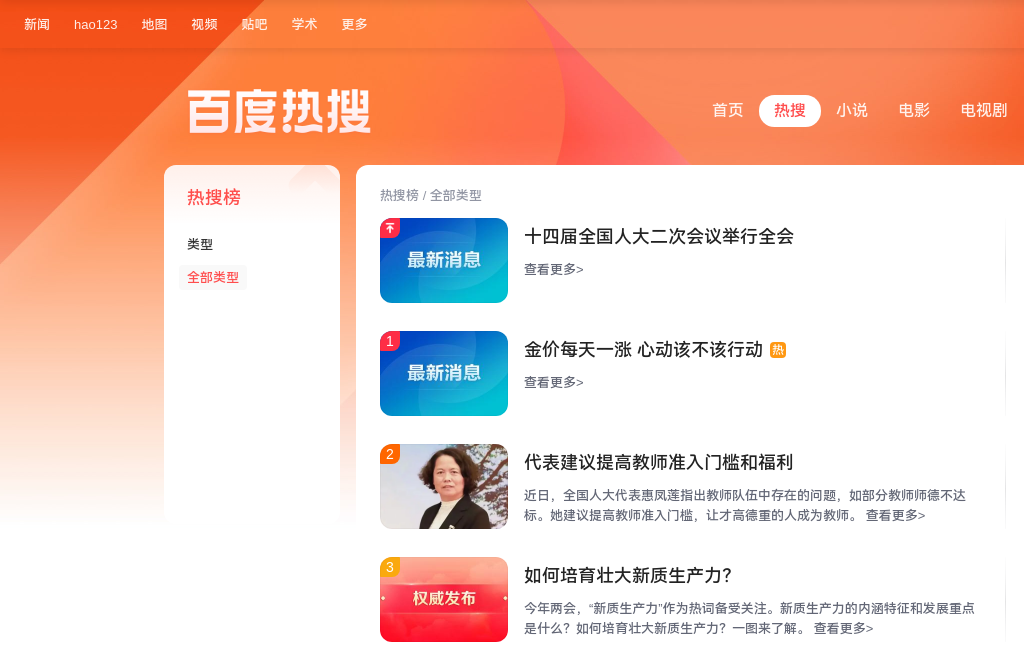 新闻 hao123 地图 视频 贴吧 学术 更多
百度热搜
首页 热搜 小说 电影 电视剧
热搜榜
类型
全部类型
热搜榜 / 全部类型
最新消息
十四届全国人大二次会议举行全会
查看更多>
1
最新消息
金价每天一涨 心动该不该行动 热
查看更多>
2
代表建议提高教师准入门槛和福利
近日，全国人大代表惠凤莲指出教师队伍中存在的问题，如部分教师师德不达
标。她建议提高教师准入门槛，让才高德重的人成为教师。 查看更多>
3
权威发布
如何培育壮大新质生产力？
今年两会，“新质生产力”作为热词备受关注。新质生产力的内涵特征和发展重点
是什么？如何培育壮大新质生产力？一图来了解。 查看更多>